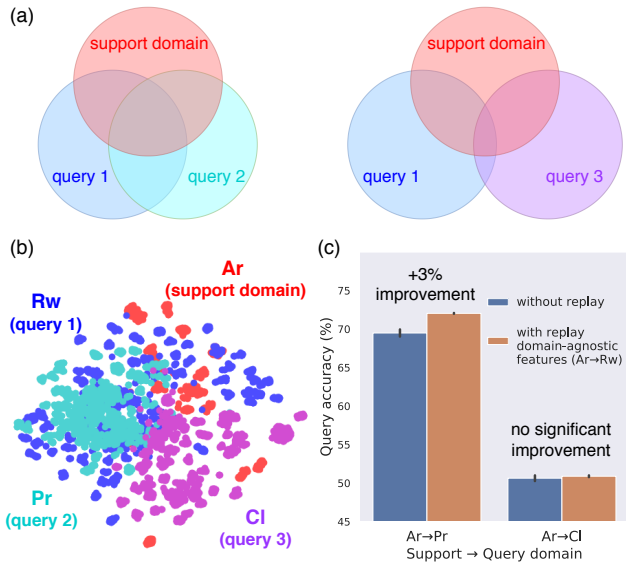 (a)
support domain
query 1
query 2
support domain
query 1
query 3
(b)
Ar
(support domain)
Rw
(query 1)
Pr
(query 2)
Cl
(query 3)
(c)
+3%
improvement
without replay
with replay
domain-agnostic
features (Ar→Rw)
no significant
improvement
Query accuracy (%)
75
70
65
60
55
50
45
Ar→Pr
Ar→Cl
Support → Query domain